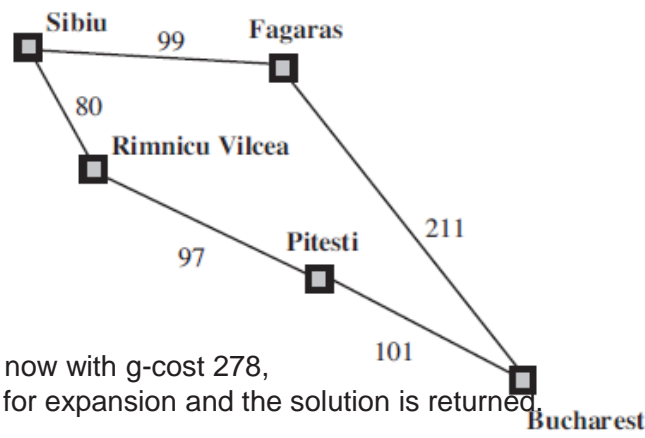 Sibiu
99
Fagaras
80
Rimnicu Vilcea
97
Pitesti
211
101
now with g-cost 278,
for expansion and the solution is returned.
Bucharest